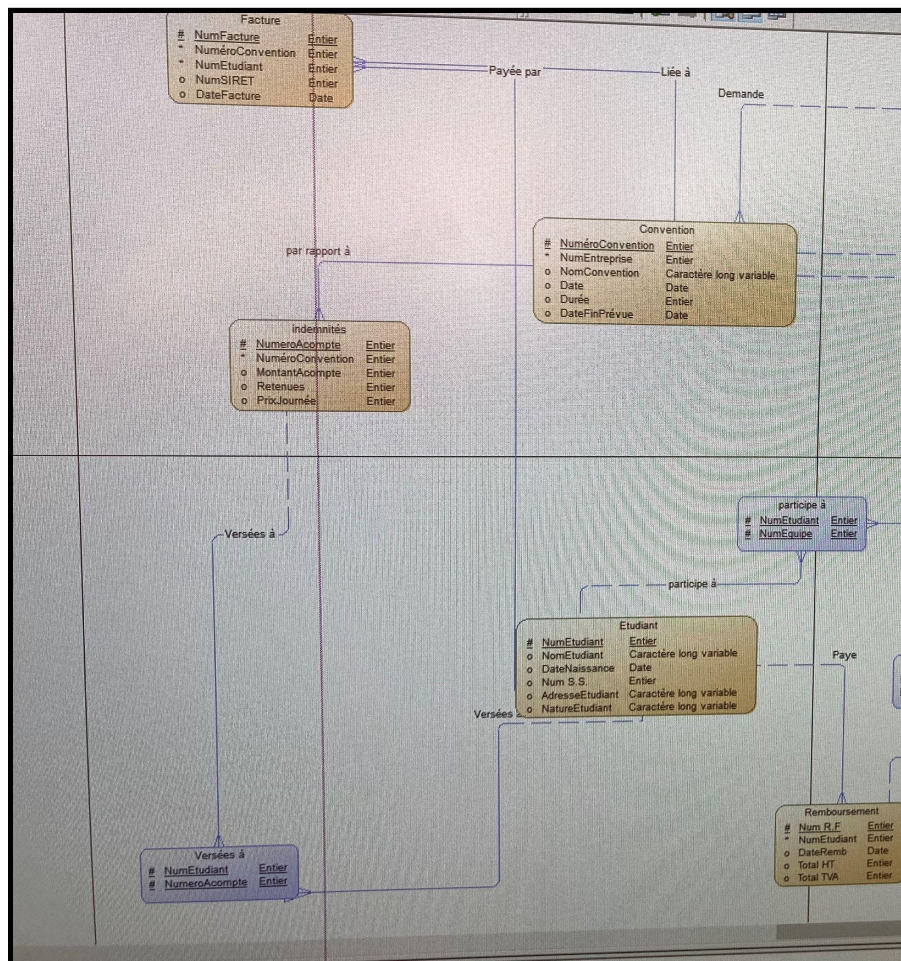 Facture
# NumFacture Entier
* NuméroConvention Entier
* NumEtudiant Entier
o NumSIRET Entier
o DateFacture Date
Payée par
Liée à
Demande
Convention
# NuméroConvention Entier
* NumEntreprise Entier
o NomConvention Caractère long variable
o Date Date
o Durée Entier
o DateFinPrévue Date
par rapport à
indemnités
# NumeroAcompte Entier
* NuméroConvention Entier
o MontantAcompte Entier
o Retenues Entier
o PrixJournée Entier
Versées à
participe à
# NumEtudiant Entier
# NumEquipe Entier
participe à
Etudiant
# NumEtudiant Entier
o NomEtudiant Caractère long variable
o DateNaissance Date
o Num S.S. Entier
o AdresseEtudiant Caractère long variable
o NatureEtudiant Caractère long variable
Paye
Versées
Remboursement
# Num R.F Entier
* NumEtudiant Entier
o DateRemb Date
o Total HT Entier
o Total TVA Entier
Versées à
# NumEtudiant Entier
# NumeroAcompte Entier